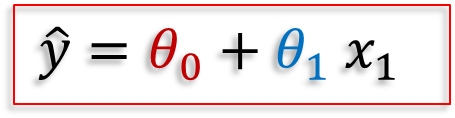 ŷ = θ₀ + θ₁ x₁